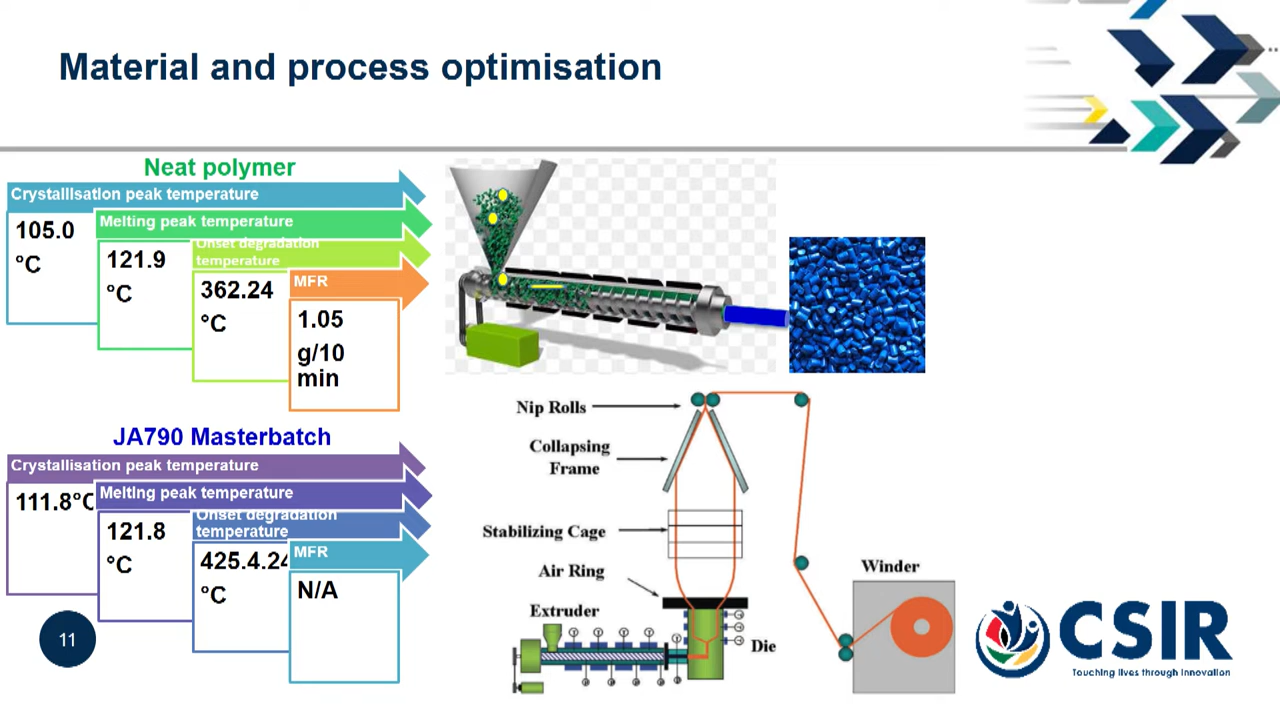 Material and process optimisation
Neat polymer
Crystallisation peak temperature
105.0
°C
Melting peak temperature
121.9
°C
Onset degradation
temperature
362.24
°C
MFR
1.05
g/10
min
JA790 Masterbatch
Crystallisation peak temperature
111.8°C
Melting peak temperature
121.8
°C
Onset degradation
temperature
425.4.24
°C
MFR
N/A
11
Nip Rolls
Collapsing
Frame
Stabilizing Cage
Air Ring
Extruder
Die
Winder
CSIR
Touching lives through innovation